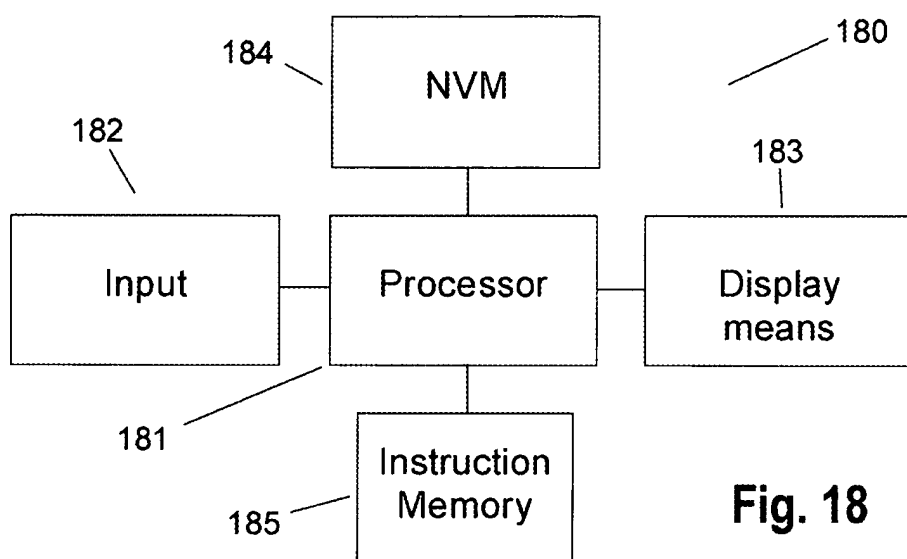 180
184
NVM
182
183
Input
Processor
Display
means
181
Instruction
Memory
185
Fig. 18